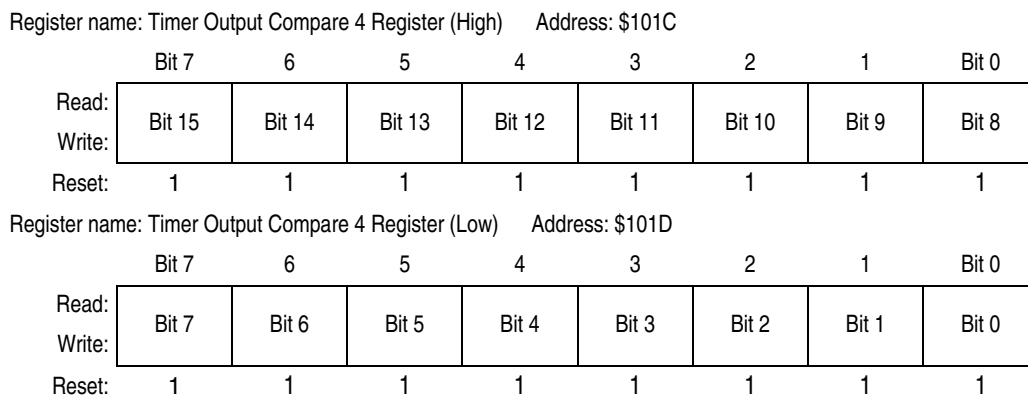 Register name: Timer Output Compare 4 Register (High) Address: $101C
Bit 7 6 5 4 3 2 1 Bit 0
Read:
Bit 15 Bit 14 Bit 13 Bit 12 Bit 11 Bit 10 Bit 9 Bit 8
Write:
Reset: 1 1 1 1 1 1 1 1
Register name: Timer Output Compare 4 Register (Low) Address: $101D
Bit 7 6 5 4 3 2 1 Bit 0
Read:
Bit 7 Bit 6 Bit 5 Bit 4 Bit 3 Bit 2 Bit 1 Bit 0
Write:
Reset: 1 1 1 1 1 1 1 1